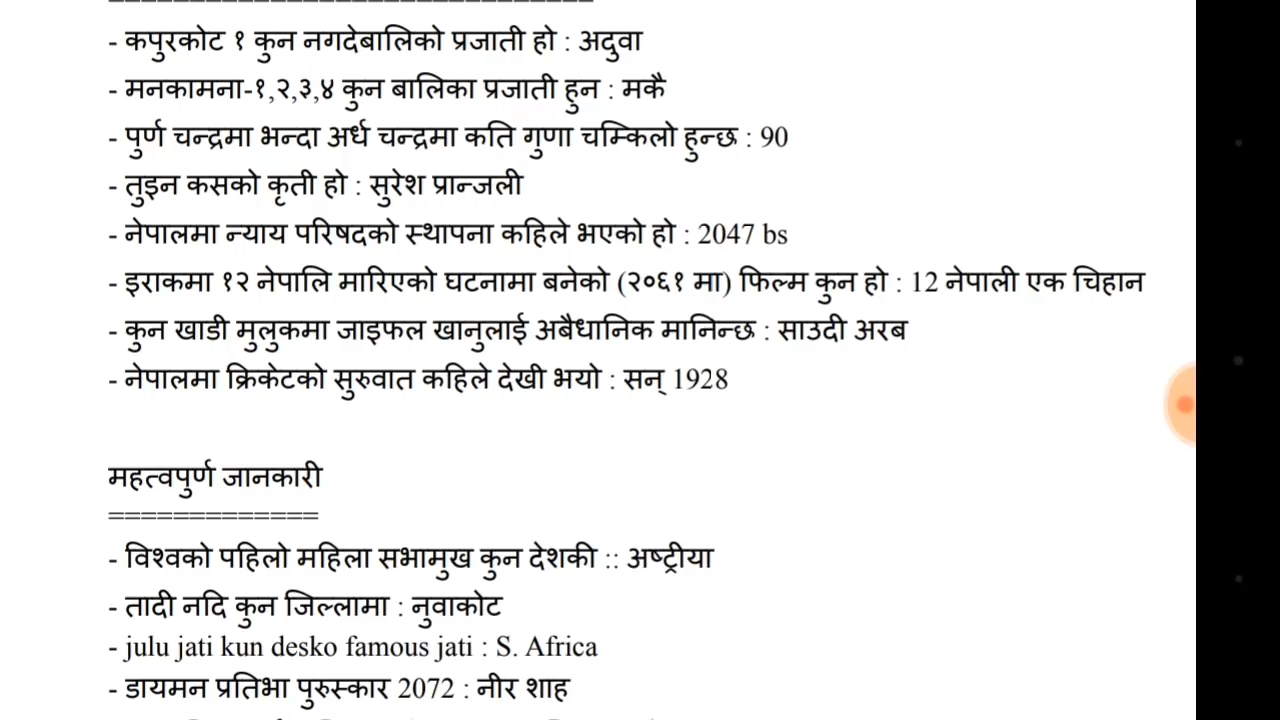 ============================
- कपुरकोट १ कुन नगदेबालिको प्रजाती हो : अदुवा
- मनकामना-१,२,३,४ कुन बालिका प्रजाती हुन : मकै
- पुर्ण चन्द्रमा भन्दा अर्ध चन्द्रमा कति गुणा चम्किलो हुन्छ : 90
- तुइन कसको कृती हो : सुरेश प्रान्जली
- नेपालमा न्याय परिषदको स्थापना कहिले भएको हो : 2047 bs
- इराकमा १२ नेपालि मारिएको घटनामा बनेको (२०६१ मा) फिल्म कुन हो : 12 नेपाली एक चिहान
- कुन खाडी मुलुकमा जाइफल खानुलाई अबैधानिक मानिन्छ : साउदी अरब
- नेपालमा क्रिकेटको सुरुवात कहिले देखी भयो : सन् 1928
महत्वपुर्ण जानकारी
=============
- विश्वको पहिलो महिला सभामुख कुन देशकी :: अष्ट्रीया
- तादी नदि कुन जिल्लामा : नुवाकोट
- julu jati kun desko famous jati : S. Africa
- डायमन प्रतिभा पुरुस्कार 2072 : नीर शाह